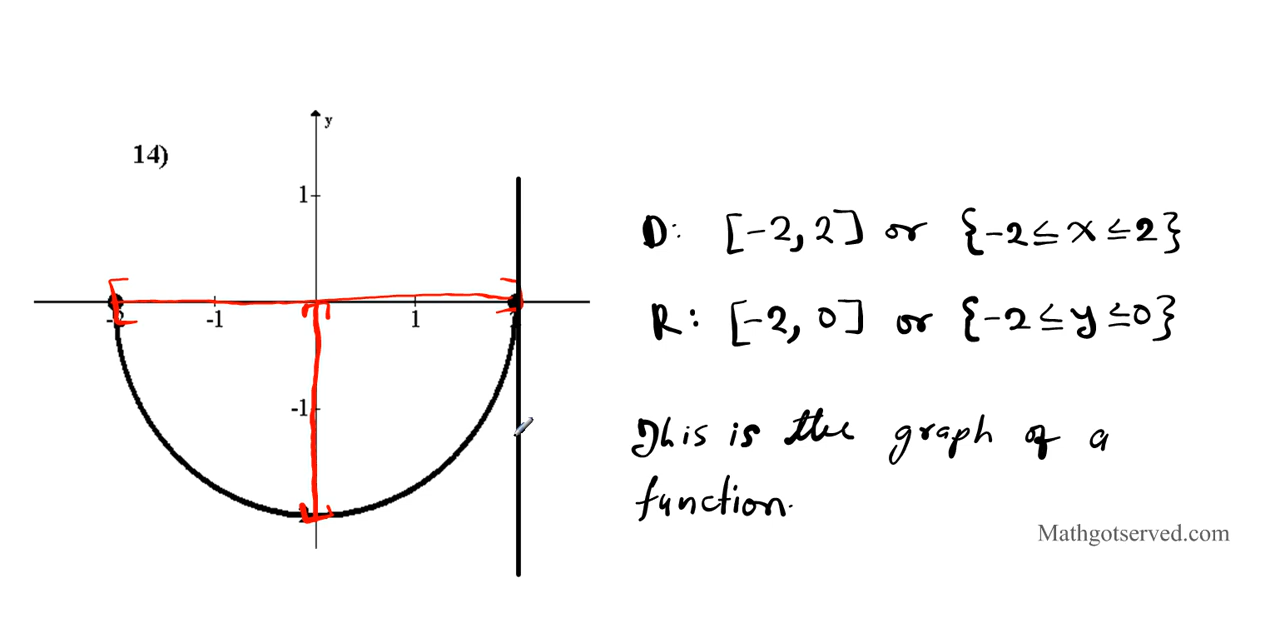 y
14)
1
-2
-1
1
-1
D: [-2, 2] or {-2 ≤ x ≤ 2}
R: [-2, 0] or {-2 ≤ y ≤ 0}
This is the graph of a
function.
Mathgotserved.com